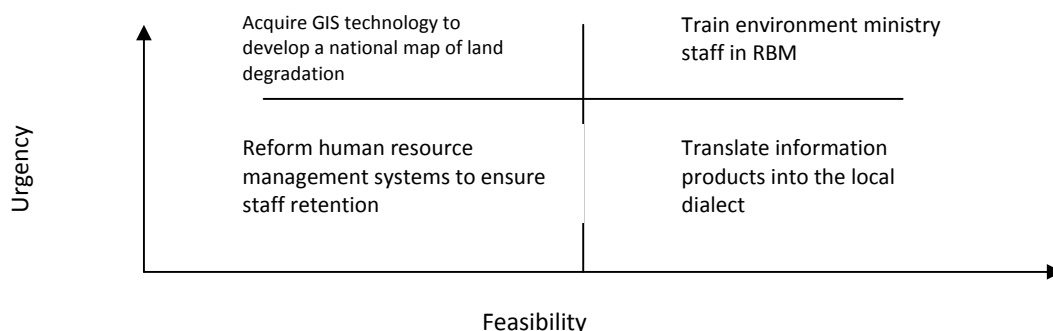 Acquire GIS technology to
develop a national map of land
degradation
Train environment ministry
staff in RBM
Reform human resource
management systems to ensure
staff retention
Translate information
products into the local
dialect
Urgency
Feasibility